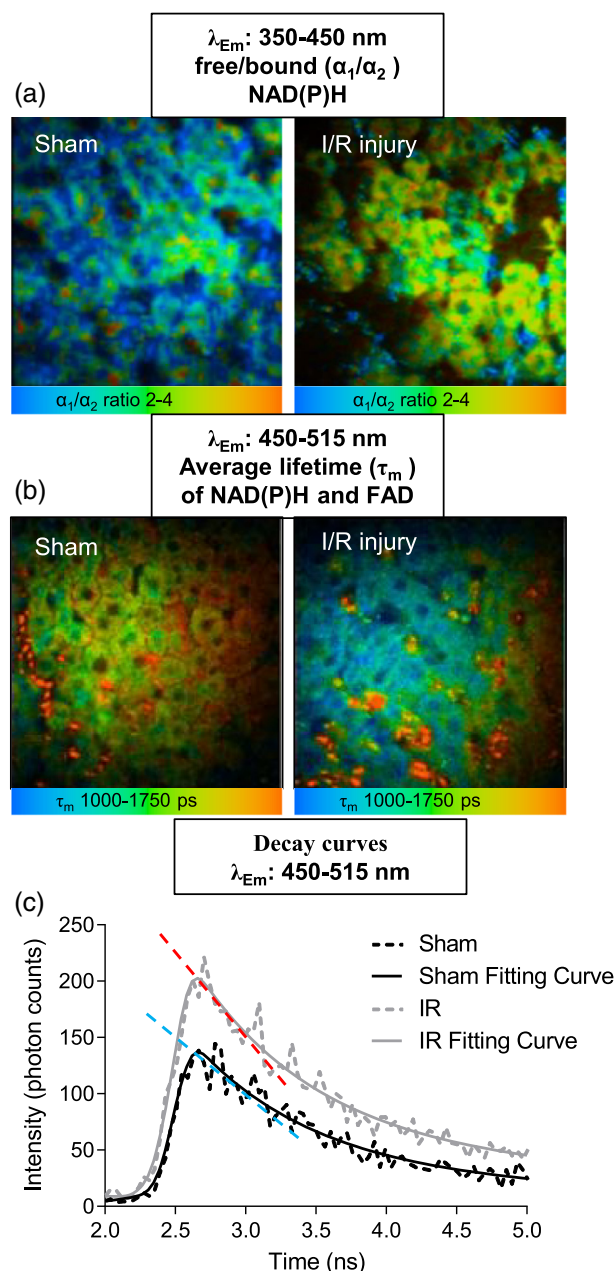 λEm: 350-450 nm
free/bound (α₁/α₂ )
NAD(P)H
(a)
Sham
I/R injury
α₁/α₂ ratio 2-4
α₁/α₂ ratio 2-4
λEm: 450-515 nm
Average lifetime (τm )
of NAD(P)H and FAD
(b)
Sham
I/R injury
τm 1000-1750 ps
τm 1000-1750 ps
Decay curves
λEm: 450-515 nm
(c)
250
200
150
100
50
0
Intensity (photon counts)
Sham
Sham Fitting Curve
IR
IR Fitting Curve
2.0 2.5 3.0 3.5 4.0 4.5 5.0
Time (ns)